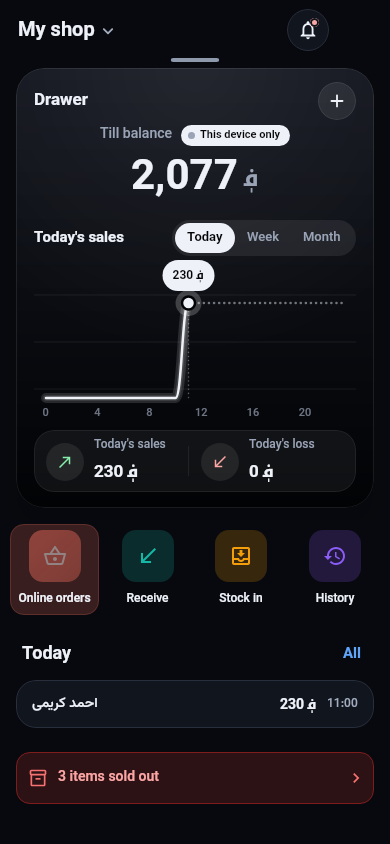 My shop
Drawer
Till balance This device only
2,077 ؋
Today's sales Today Week Month
230 ؋
0 4 8 12 16 20
Today's sales Today's loss
230 ؋ 0 ؋
Online orders Receive Stock in History
Today All
احمد کریمی 230 ؋ 11:00
3 items sold out